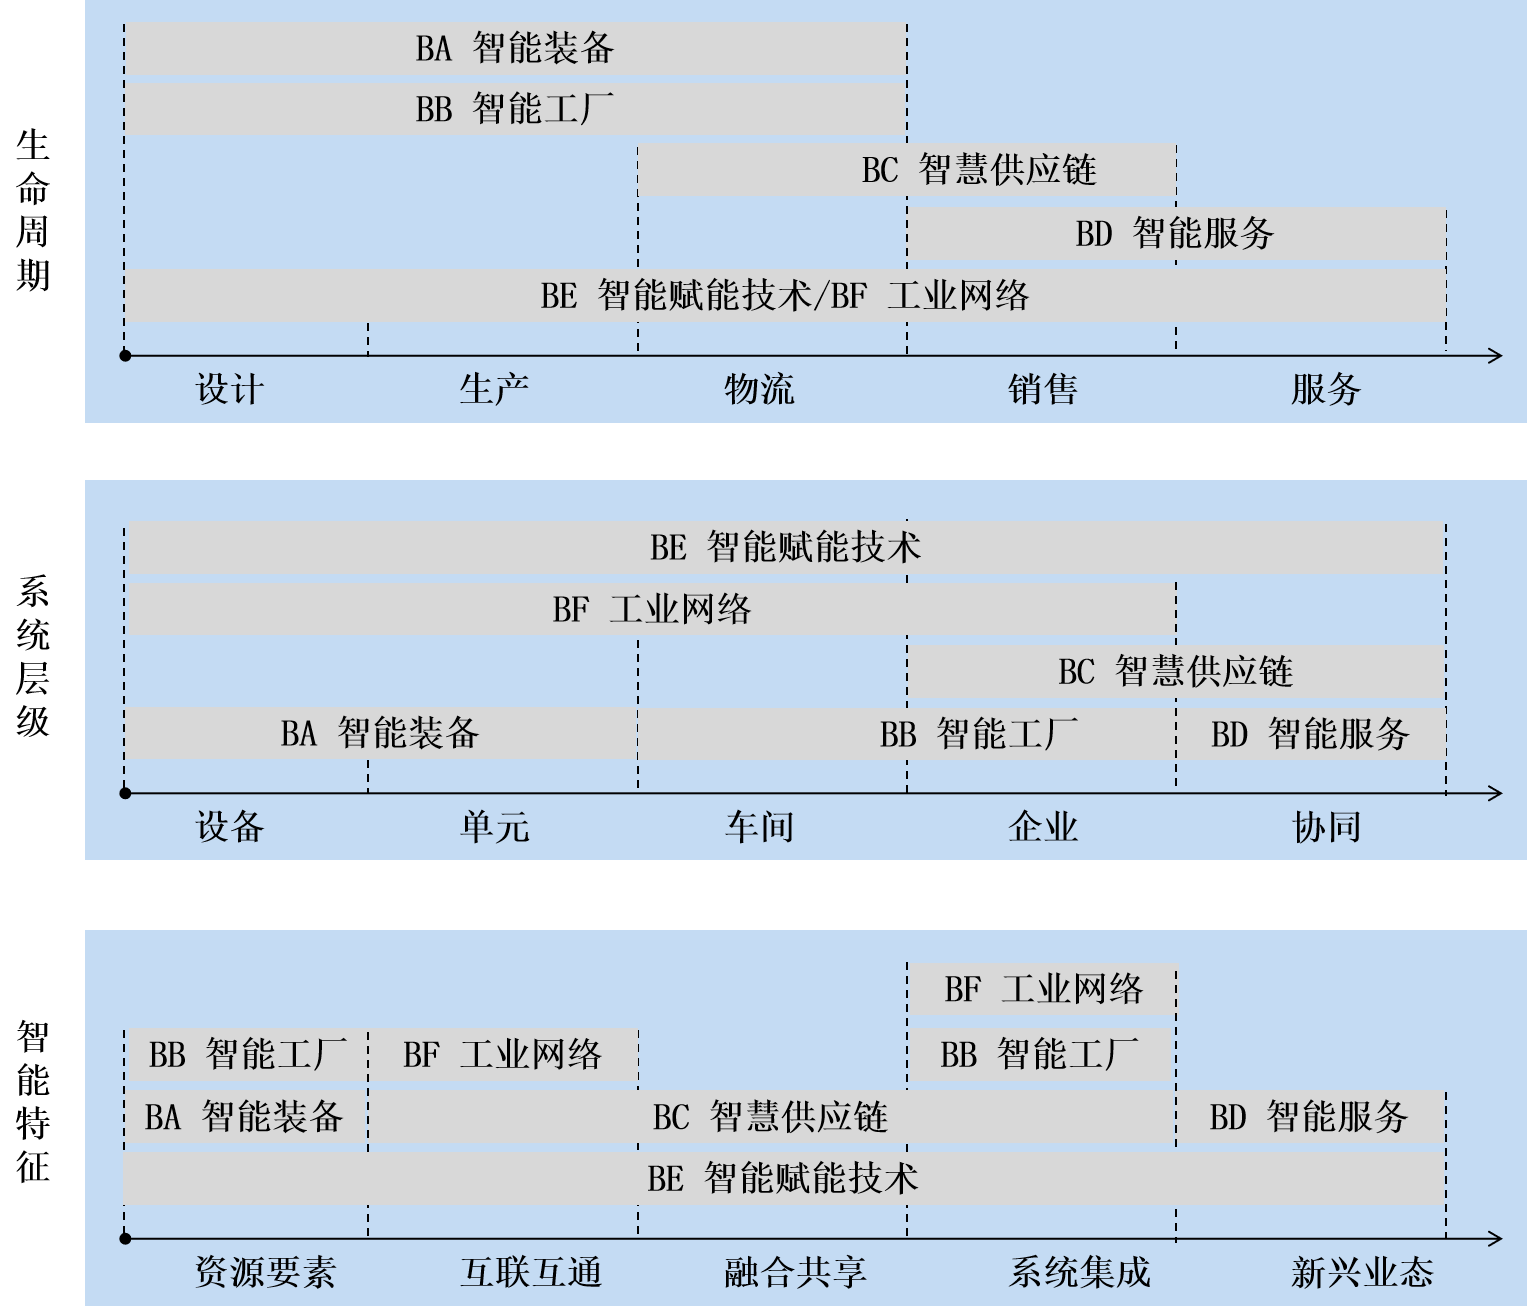 生命周期
BA 智能装备
BB 智能工厂
BC 智慧供应链
BD 智能服务
BE 智能赋能技术/BF 工业网络
设计 生产 物流 销售 服务
系统层级
BE 智能赋能技术
BF 工业网络
BC 智慧供应链
BA 智能装备 BB 智能工厂 BD 智能服务
设备 单元 车间 企业 协同
智能特征
BF 工业网络
BB 智能工厂 BF 工业网络 BB 智能工厂
BA 智能装备 BC 智慧供应链 BD 智能服务
BE 智能赋能技术
资源要素 互联互通 融合共享 系统集成 新兴业态